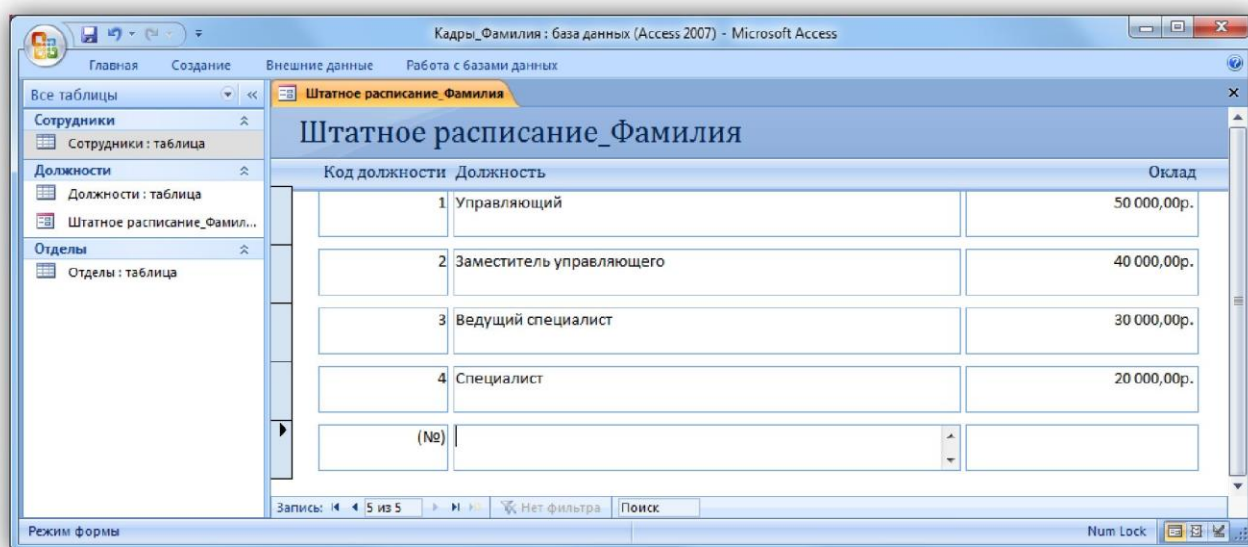 Кадры_Фамилия : база данных (Access 2007) - Microsoft Access
Главная Создание Внешние данные Работа с базами данных
Все таблицы
Штатное расписание_Фамилия
Сотрудники
Сотрудники : таблица
Должности
Должности : таблица
Штатное расписание_Фамил...
Отделы
Отделы : таблица
Штатное расписание_Фамилия
Код должности Должность Оклад
1 Управляющий 50 000,00р.
2 Заместитель управляющего 40 000,00р.
3 Ведущий специалист 30 000,00р.
4 Специалист 20 000,00р.
(№)
Запись: 5 из 5 Нет фильтра Поиск
Режим формы Num Lock